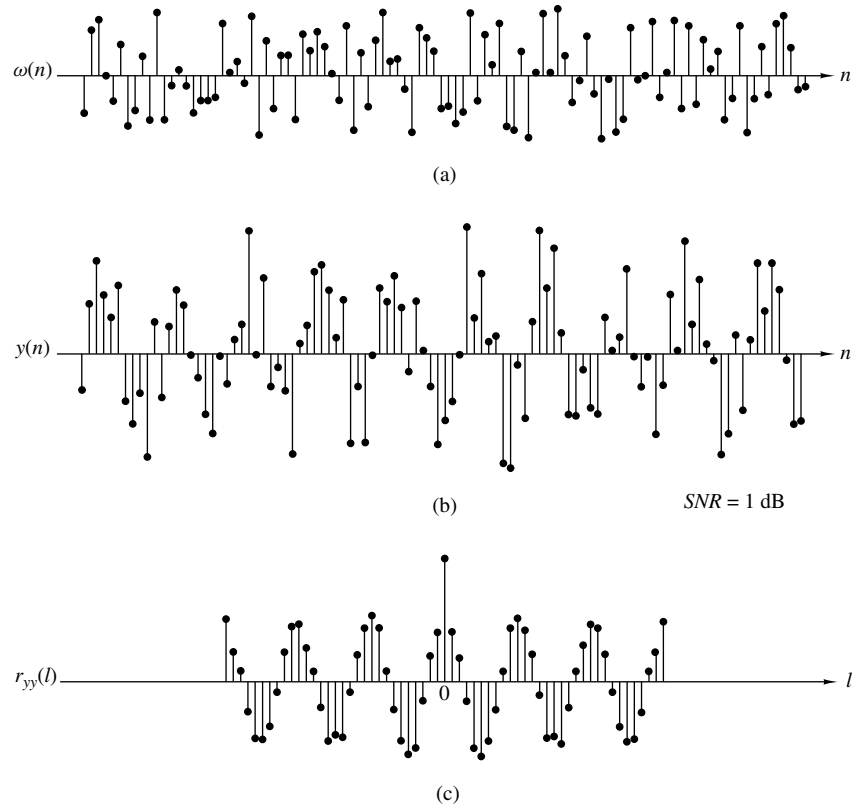 ω(n) n
(a)
y(n) n
(b)
SNR = 1 dB
r_yy(l) 0 l
(c)